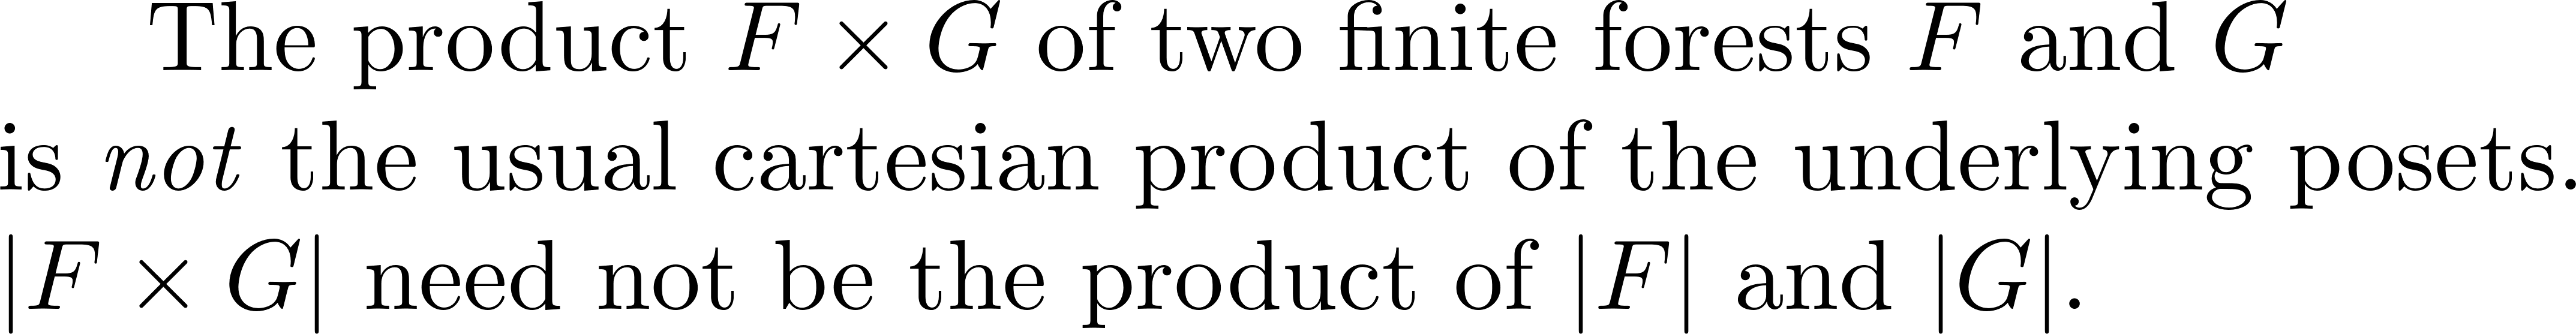 The product F × G of two finite forests F and G
is not the usual cartesian product of the underlying posets.
|F × G| need not be the product of |F| and |G|.